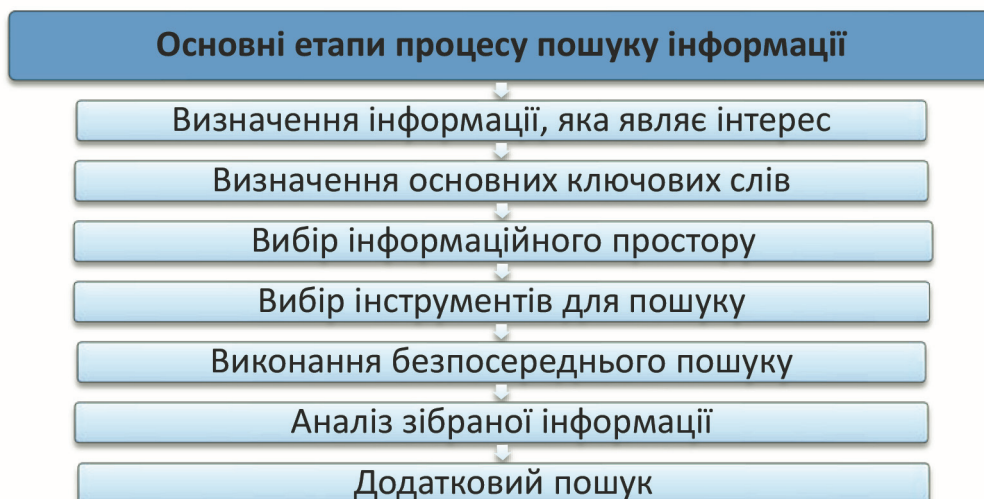 Основні етапи процесу пошуку інформації
Визначення інформації, яка являє інтерес
Визначення основних ключових слів
Вибір інформаційного простору
Вибір інструментів для пошуку
Виконання безпосереднього пошуку
Аналіз зібраної інформації
Додатковий пошук